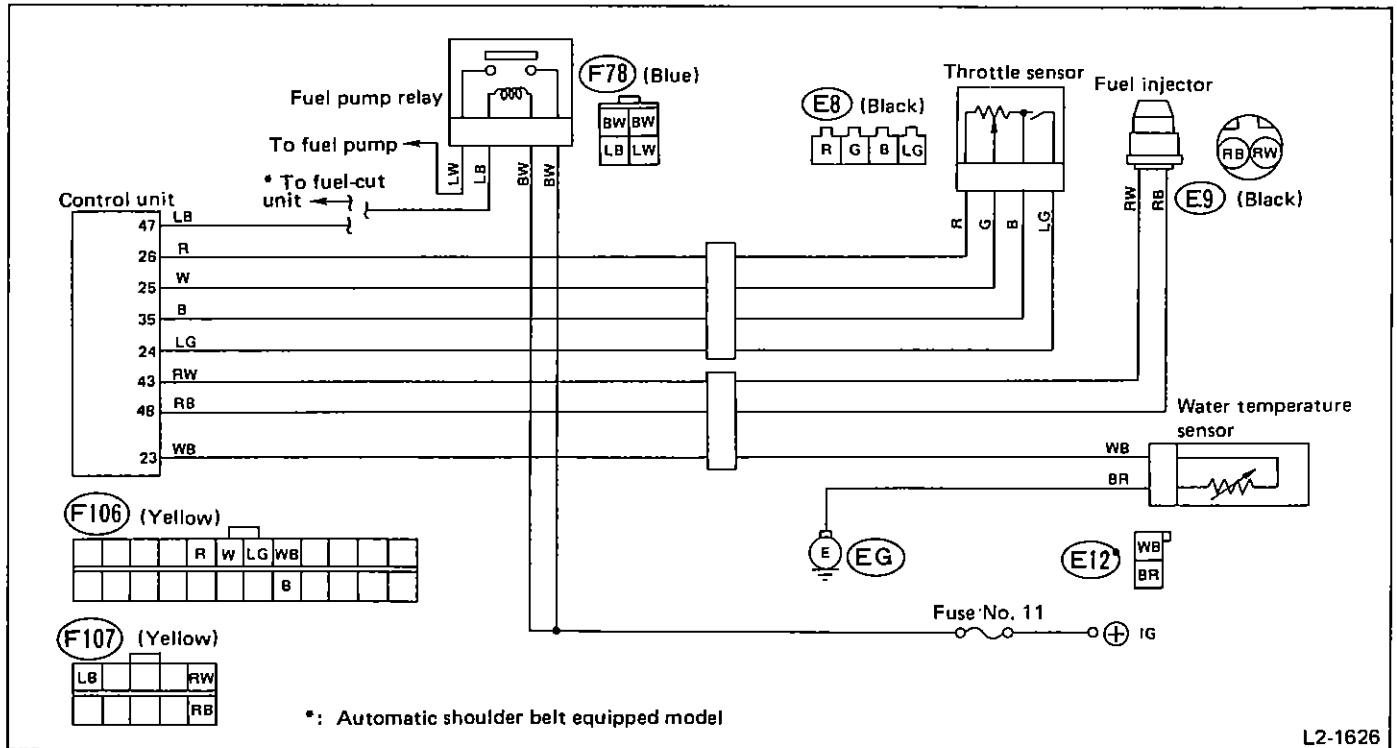 Fuel pump relay
F78 (Blue)
BW BW
LB LW
To fuel pump
* To fuel-cut
unit
LW LB BW BW
E8 (Black)
R G B LG
Throttle sensor
R G B LG
Fuel injector
RB RW
E9 (Black)
RW RB
Control unit
47 LB
26 R
25 W
35 B
24 LG
43 RW
48 RB
23 WB
Water temperature
sensor
WB
BR
F106 (Yellow)
R W LG WB
B
E EG
E12
WB
BR
F107 (Yellow)
LB RW
RB
Fuse No. 11
IG
*: Automatic shoulder belt equipped model
L2-1626